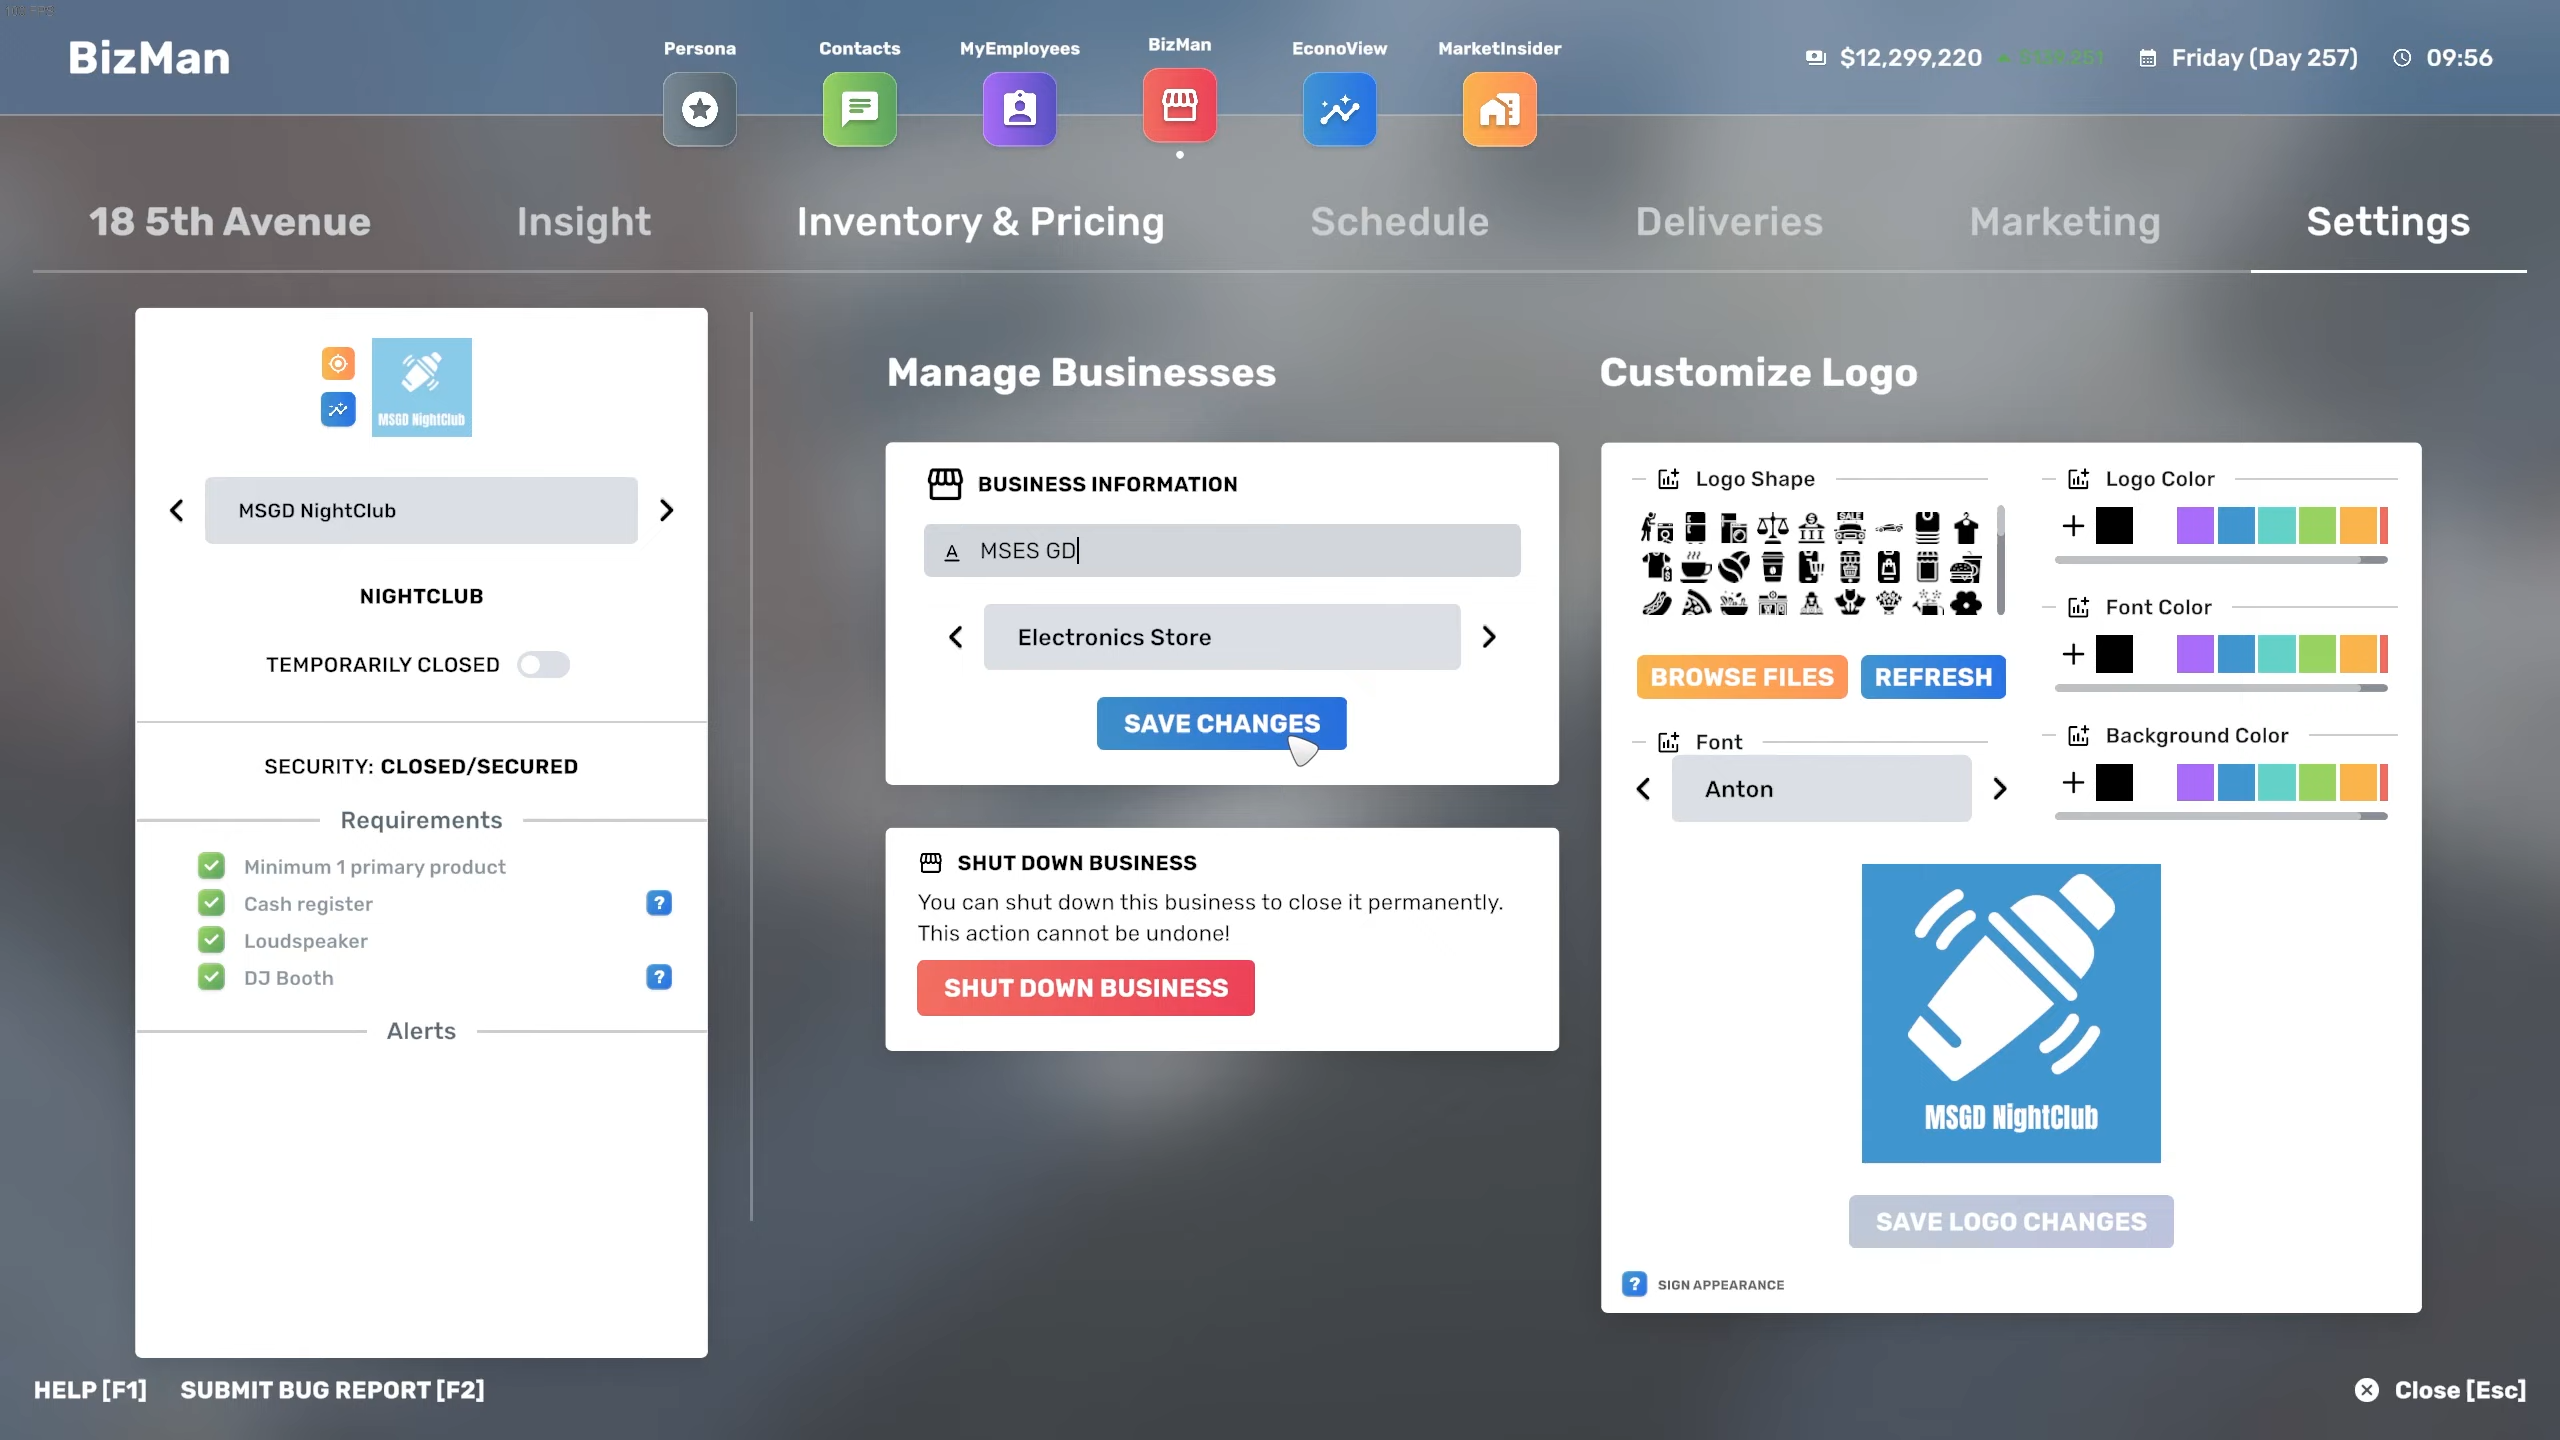 BizMan
Persona
Contacts
MyEmployees
BizMan
EconoView
MarketInsider
$12,299,220
Friday (Day 257)
09:56
18 5th Avenue
Insight
Inventory & Pricing
Schedule
Deliveries
Marketing
Settings
MSGD NightClub
MSGD NightClub
NIGHTCLUB
TEMPORARILY CLOSED
SECURITY: CLOSED/SECURED
Requirements
Minimum 1 primary product
Cash register
?
Loudspeaker
DJ Booth
?
Alerts
Manage Businesses
BUSINESS INFORMATION
A MSES GD
Electronics Store
SAVE CHANGES
SHUT DOWN BUSINESS
You can shut down this business to close it permanently.
This action cannot be undone!
SHUT DOWN BUSINESS
Customize Logo
Logo Shape
SALE
BROWSE FILES
REFRESH
Font
Anton
Logo Color
Font Color
Background Color
MSGD NightClub
SAVE LOGO CHANGES
? SIGN APPEARANCE
HELP [F1]
SUBMIT BUG REPORT [F2]
Close [Esc]